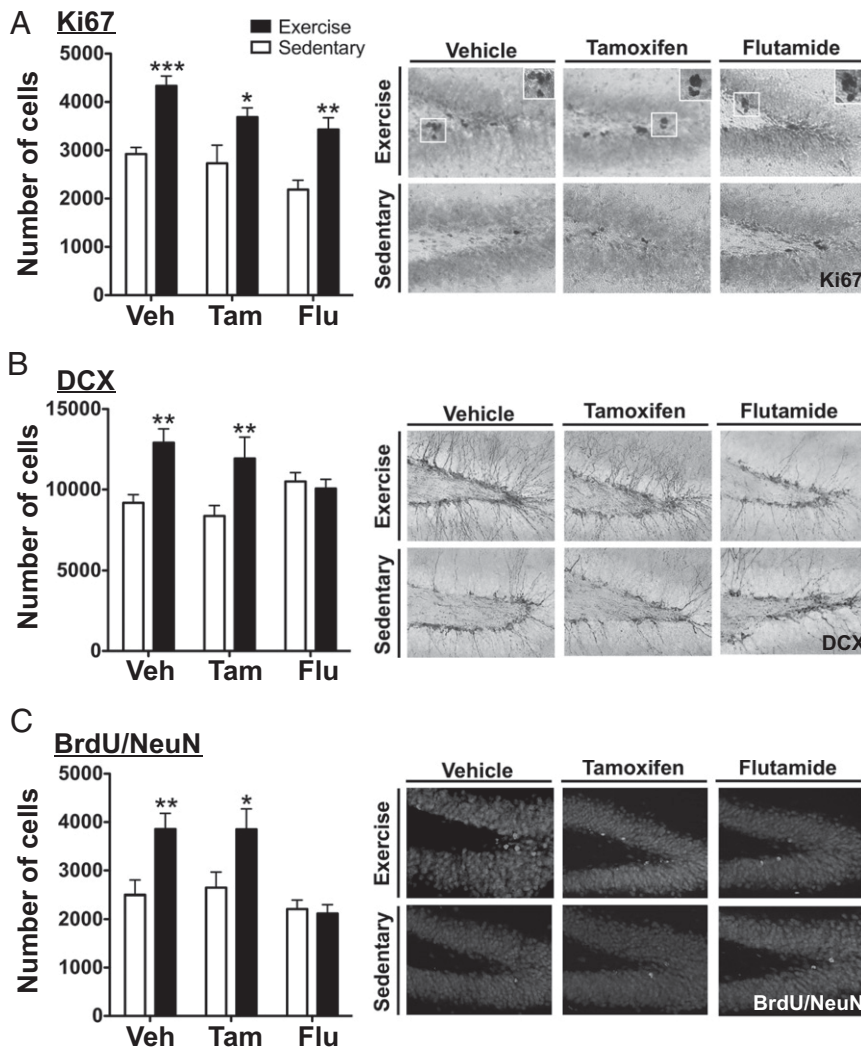 A
Ki67
Exercise
Sedentary
Number of cells
5000
4000
3000
2000
1000
0
***
*
**
Veh Tam Flu
Vehicle Tamoxifen Flutamide
Exercise
Sedentary
Ki67
B
DCX
Number of cells
15000
10000
5000
0
**
**
Veh Tam Flu
Vehicle Tamoxifen Flutamide
Exercise
Sedentary
DCX
C
BrdU/NeuN
Number of cells
5000
4000
3000
2000
1000
0
**
*
Veh Tam Flu
Vehicle Tamoxifen Flutamide
Exercise
Sedentary
BrdU/NeuN